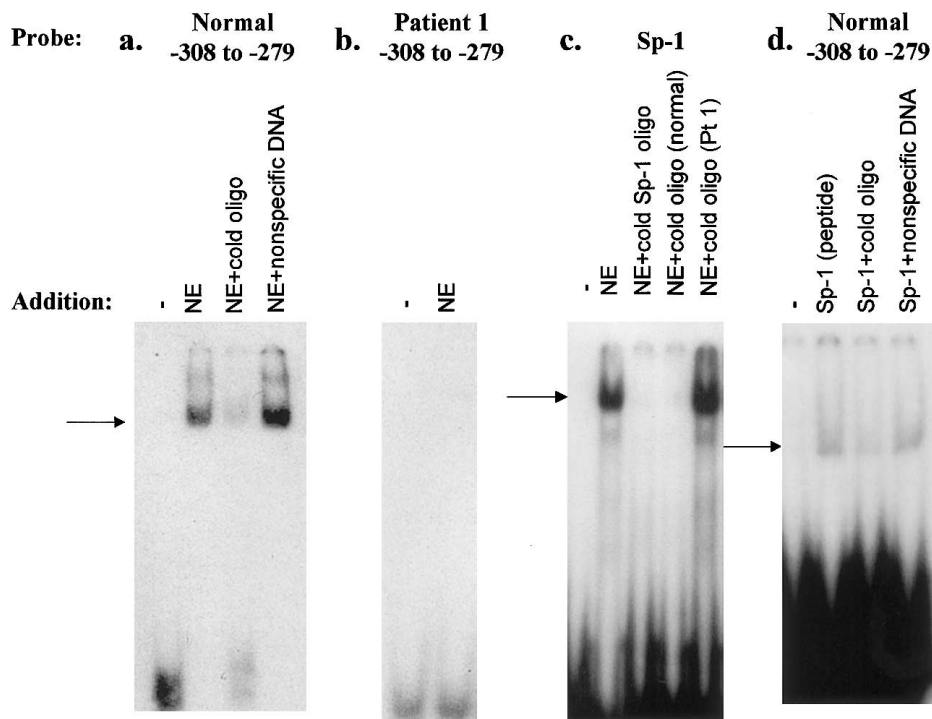 Probe:
a.
Normal
-308 to -279
b.
Patient 1
-308 to -279
c.
Sp-1
d.
Normal
-308 to -279
Addition:
-
NE
NE+cold oligo
NE+nonspecific DNA
-
NE
-
NE
NE+cold Sp-1 oligo
NE+cold oligo (normal)
NE+cold oligo (Pt 1)
-
Sp-1 (peptide)
Sp-1+cold oligo
Sp-1+nonspecific DNA